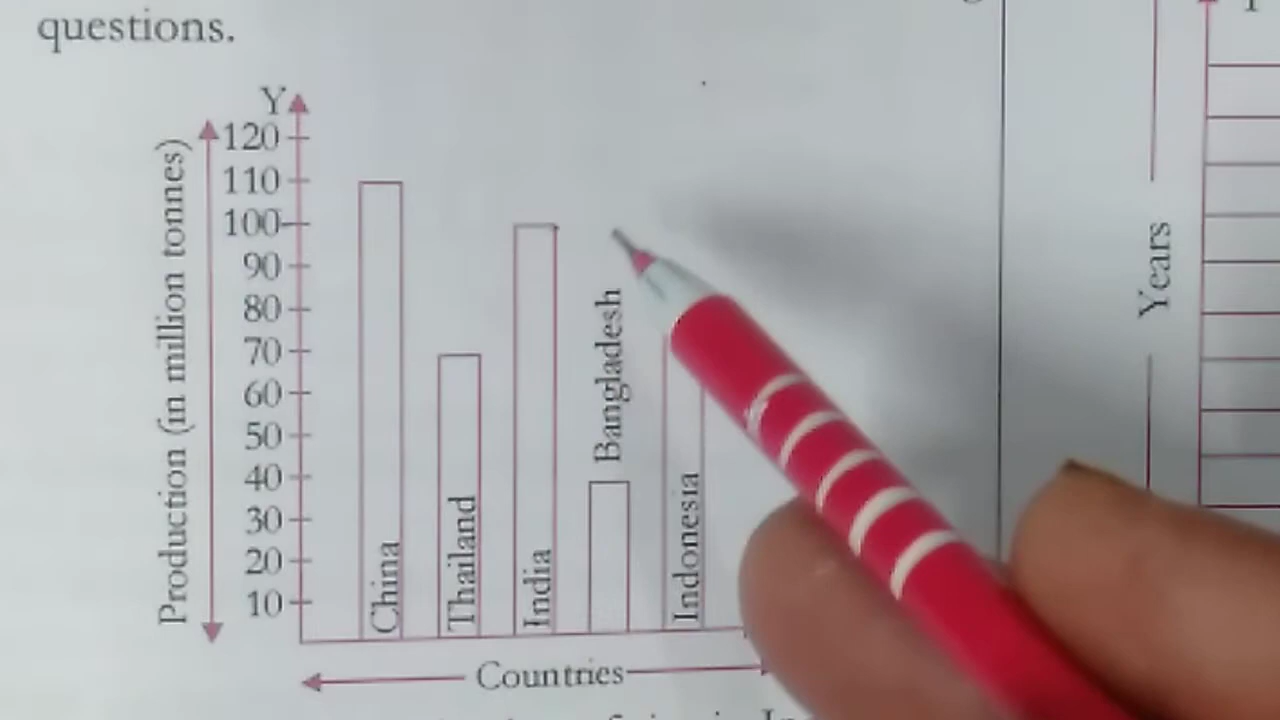 questions.
Y
120
110
100
90
80
70
60
50
40
30
20
10
Production (in million tonnes)
China
Thailand
India
Bangladesh
Indonesia
Countries
Years